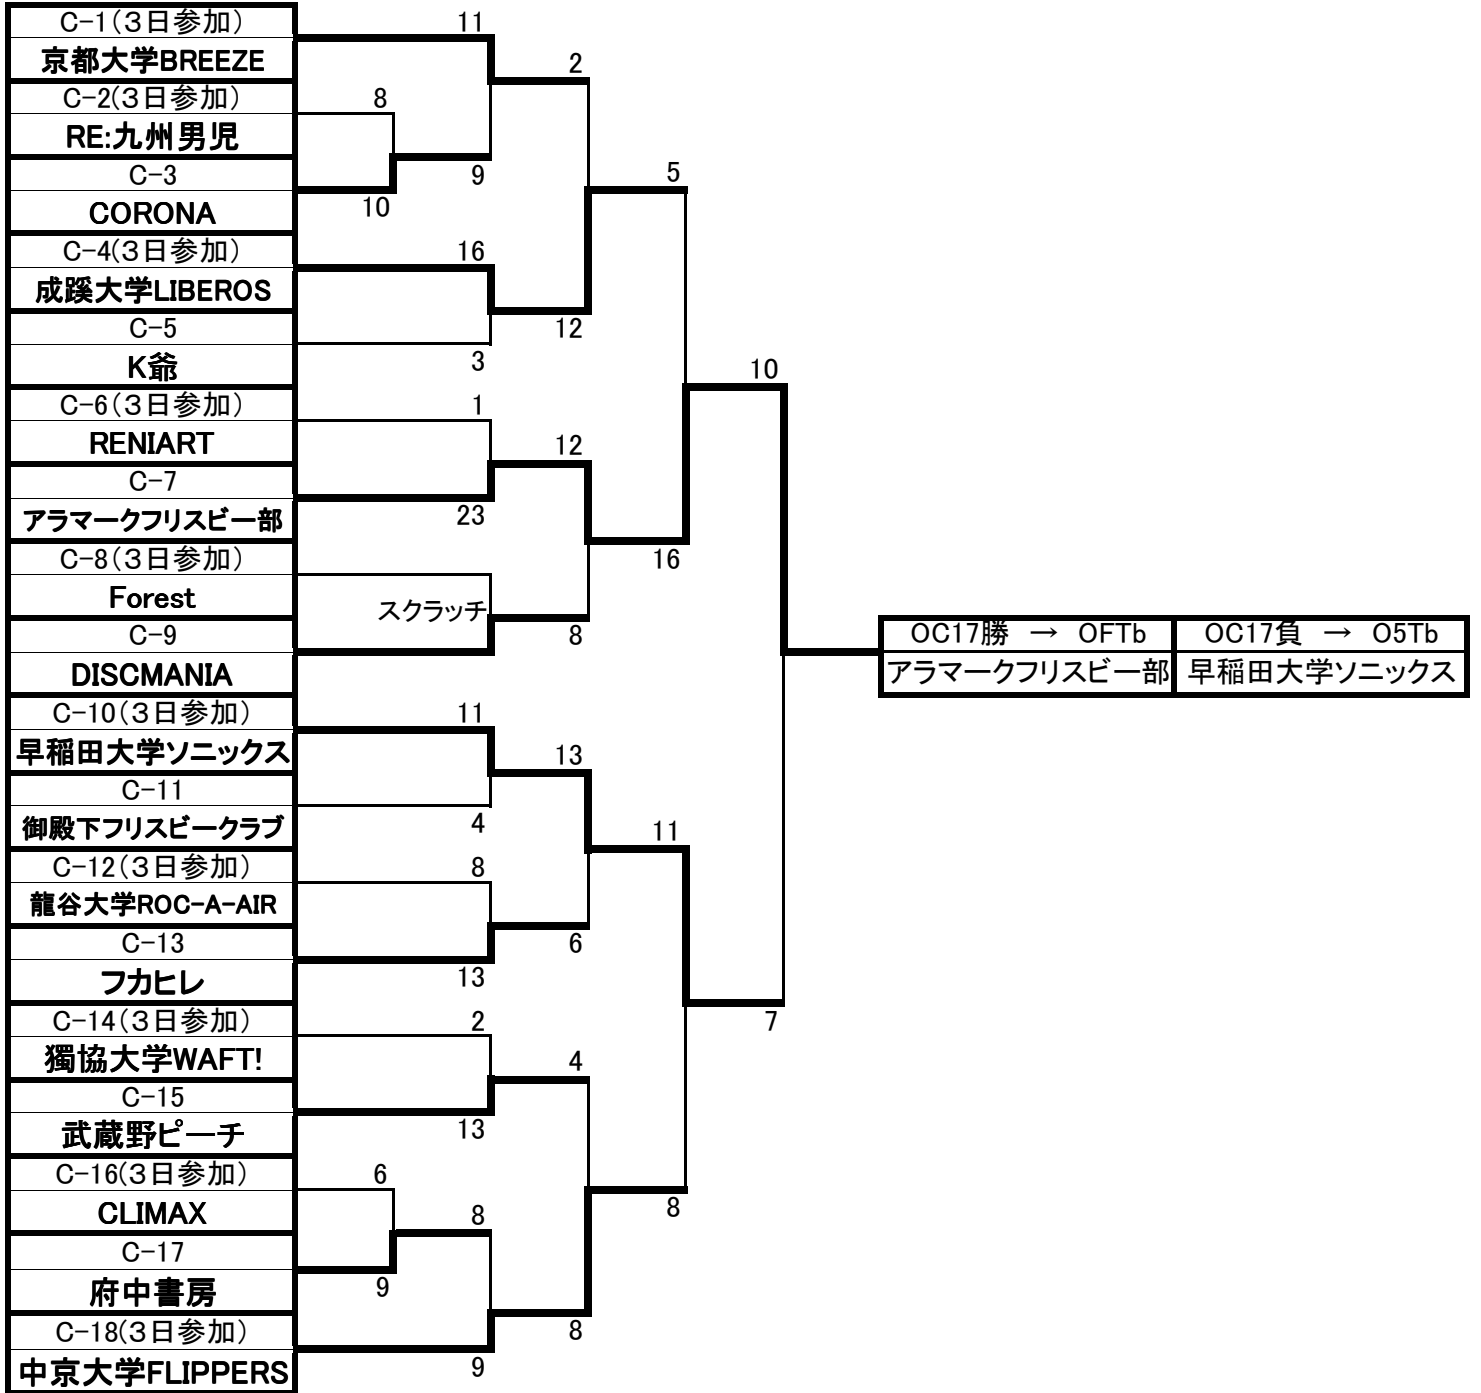 C-1(３日参加)
11
京都大学BREEZE
2
C-2(３日参加)
8
RE:九州男児
C-3
9
5
CORONA
10
C-4(３日参加)
16
成蹊大学LIBEROS
C-5
12
K爺
3
10
C-6(３日参加)
1
RENIART
12
C-7
アラマークフリスビー部
23
C-8(３日参加)
16
Forest
スクラッチ
C-9
8
OC17勝 → OFTb
OC17負 → O5Tb
DISCMANIA
アラマークフリスビー部
早稲田大学ソニックス
C-10(３日参加)
11
早稲田大学ソニックス
13
C-11
御殿下フリスビークラブ
4
11
C-12(３日参加)
8
龍谷大学ROC-A-AIR
C-13
6
フカヒレ
13
C-14(３日参加)
2
7
獨協大学WAFT!
4
C-15
武蔵野ピーチ
13
C-16(３日参加)
6
CLIMAX
8
8
C-17
府中書房
9
C-18(３日参加)
8
中京大学FLIPPERS
9